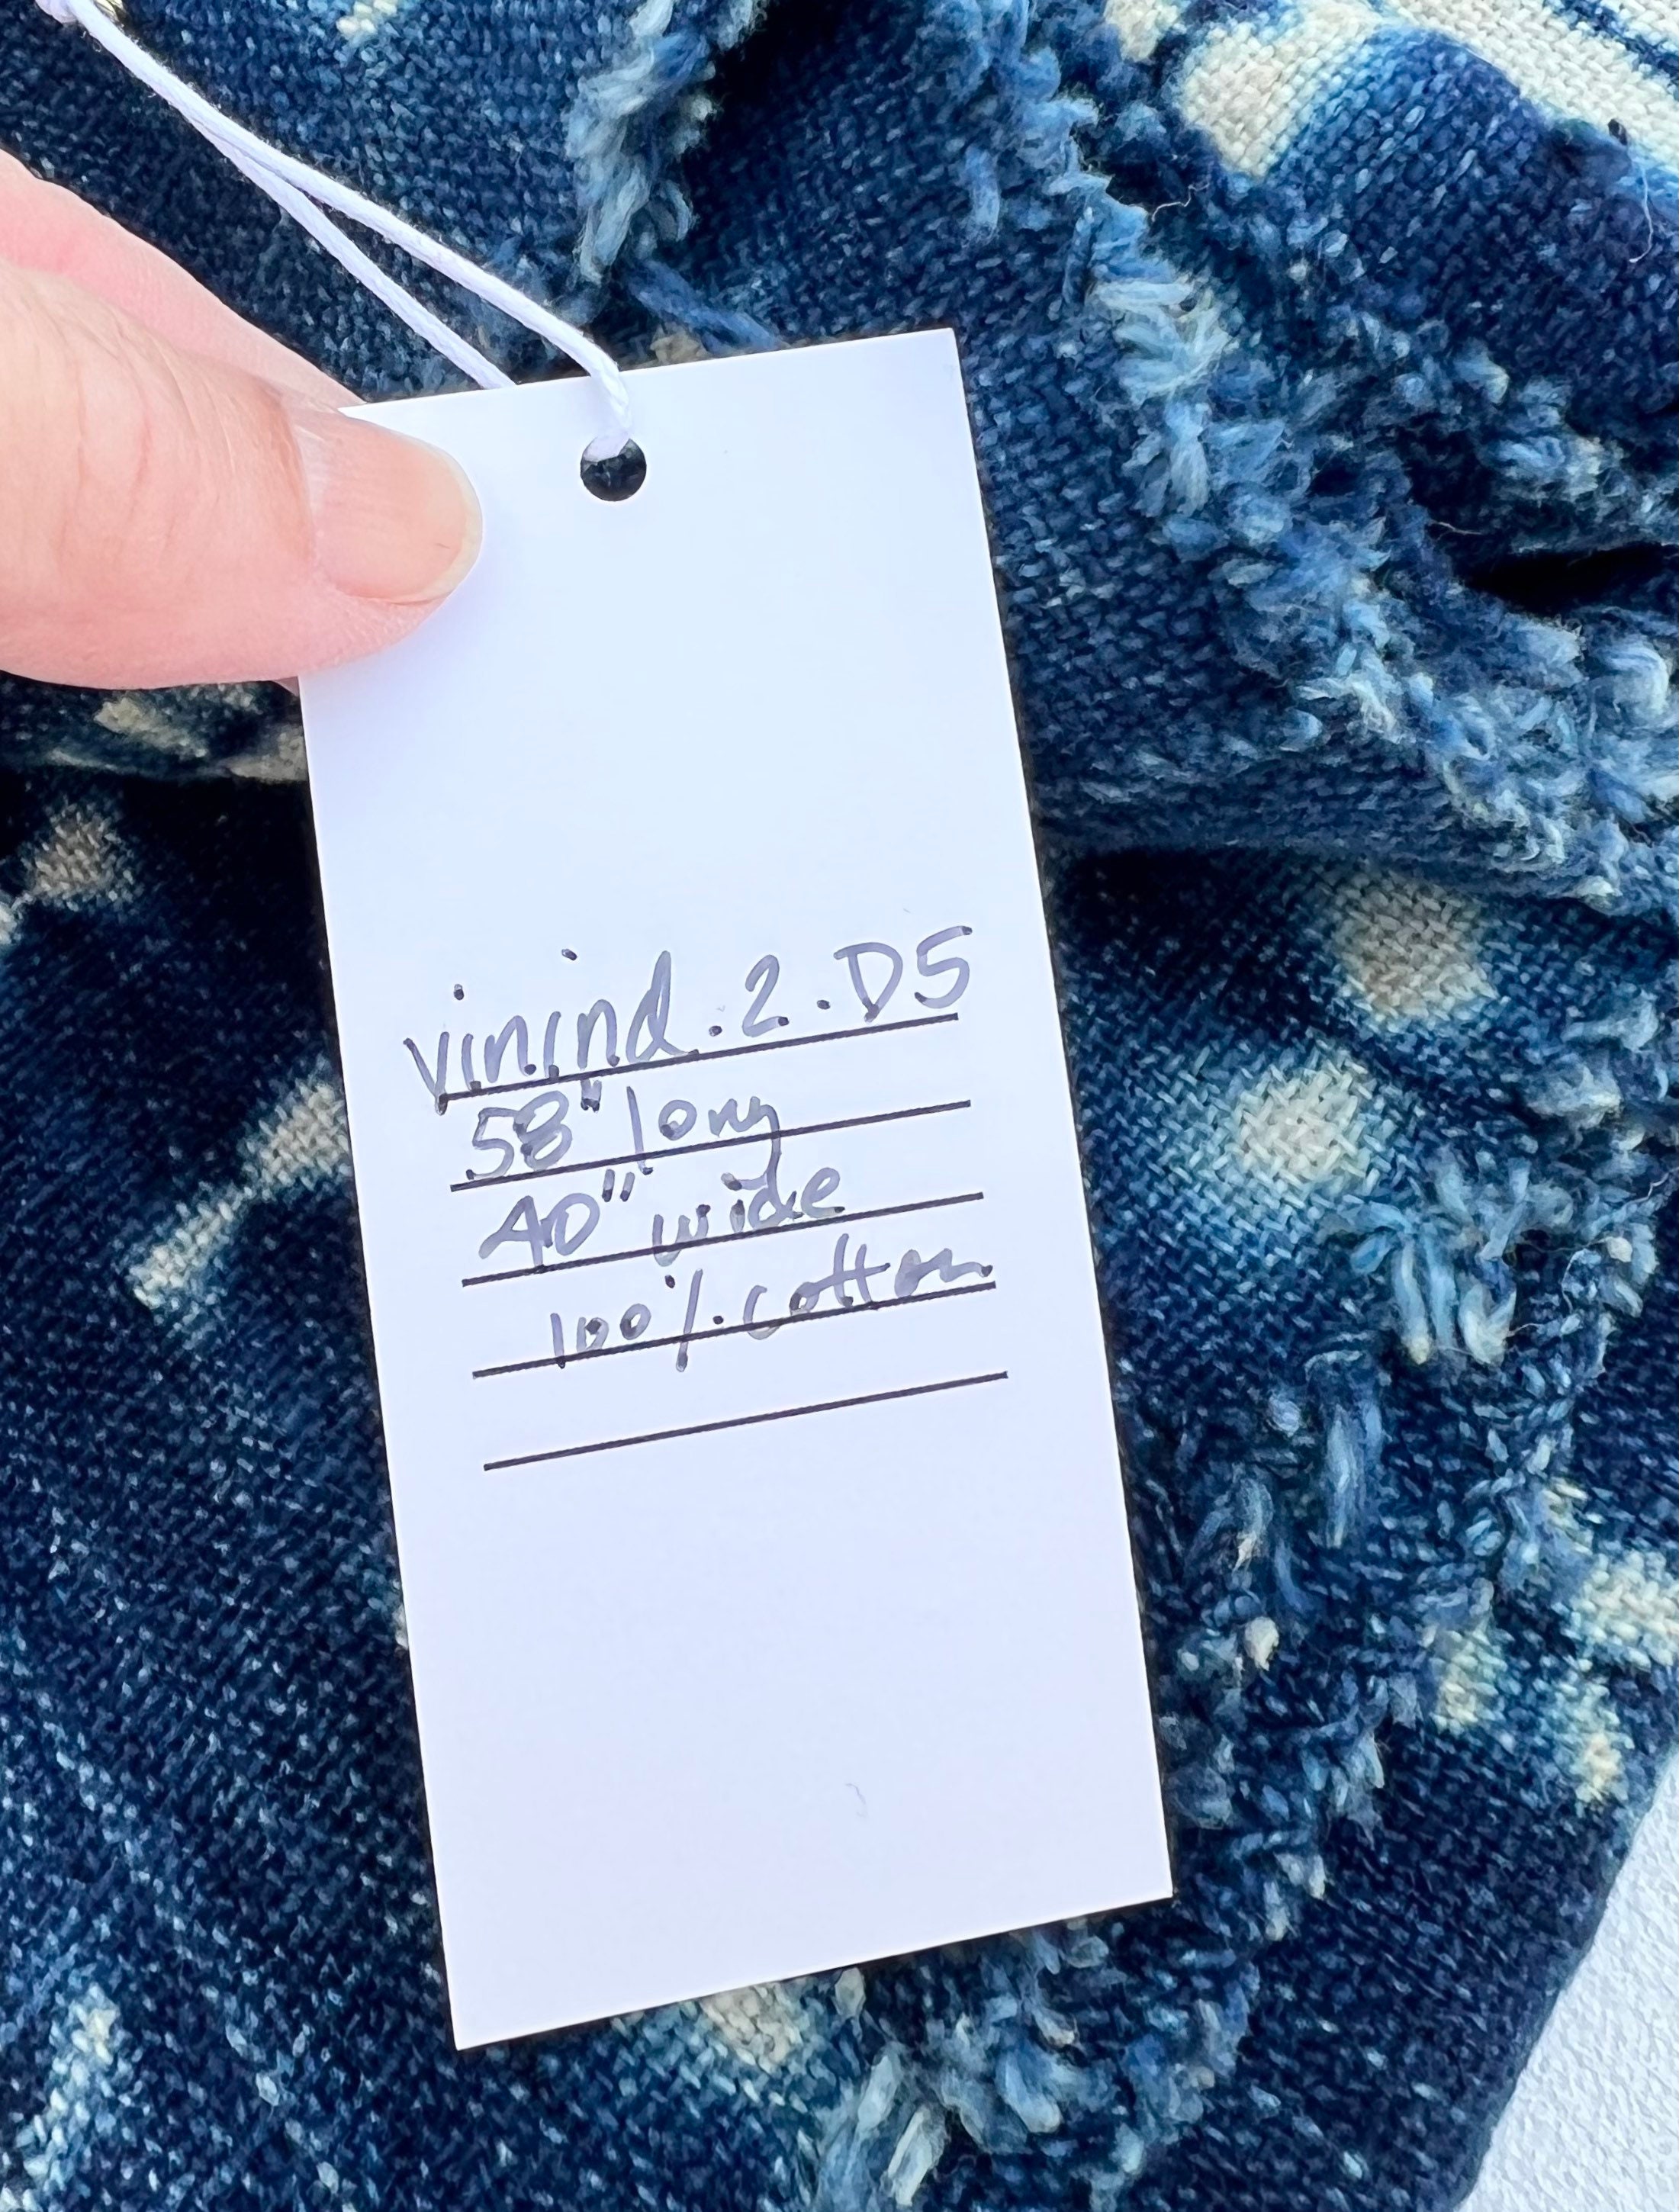 vinind.2.D5
58" long
40" wide
100% cotton